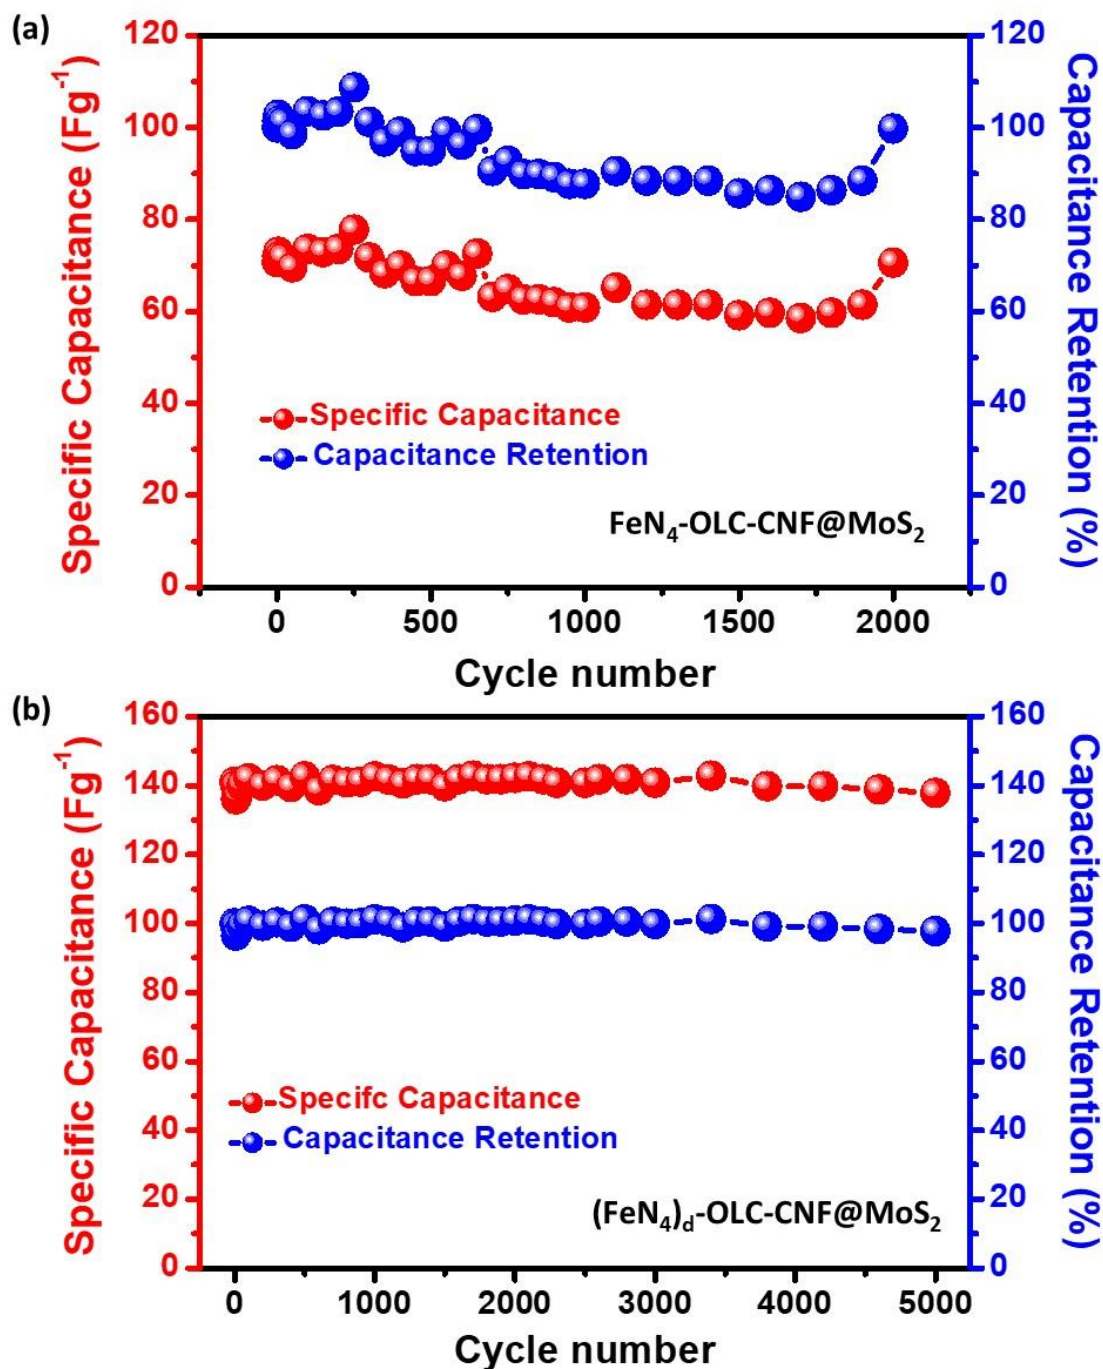 (a)
Specific Capacitance (Fg⁻¹)
120
100
80
60
40
20
0
120
100
80
60
40
20
0
Capacitance Retention (%)
Specific Capacitance
Capacitance Retention
FeN₄-OLC-CNF@MoS₂
0 500 1000 1500 2000
Cycle number
(b)
Specific Capacitance (Fg⁻¹)
160
140
120
100
80
60
40
20
0
160
140
120
100
80
60
40
20
0
Capacitance Retention (%)
Specifc Capacitance
Capacitance Retention
(FeN₄)d-OLC-CNF@MoS₂
0 1000 2000 3000 4000 5000
Cycle number